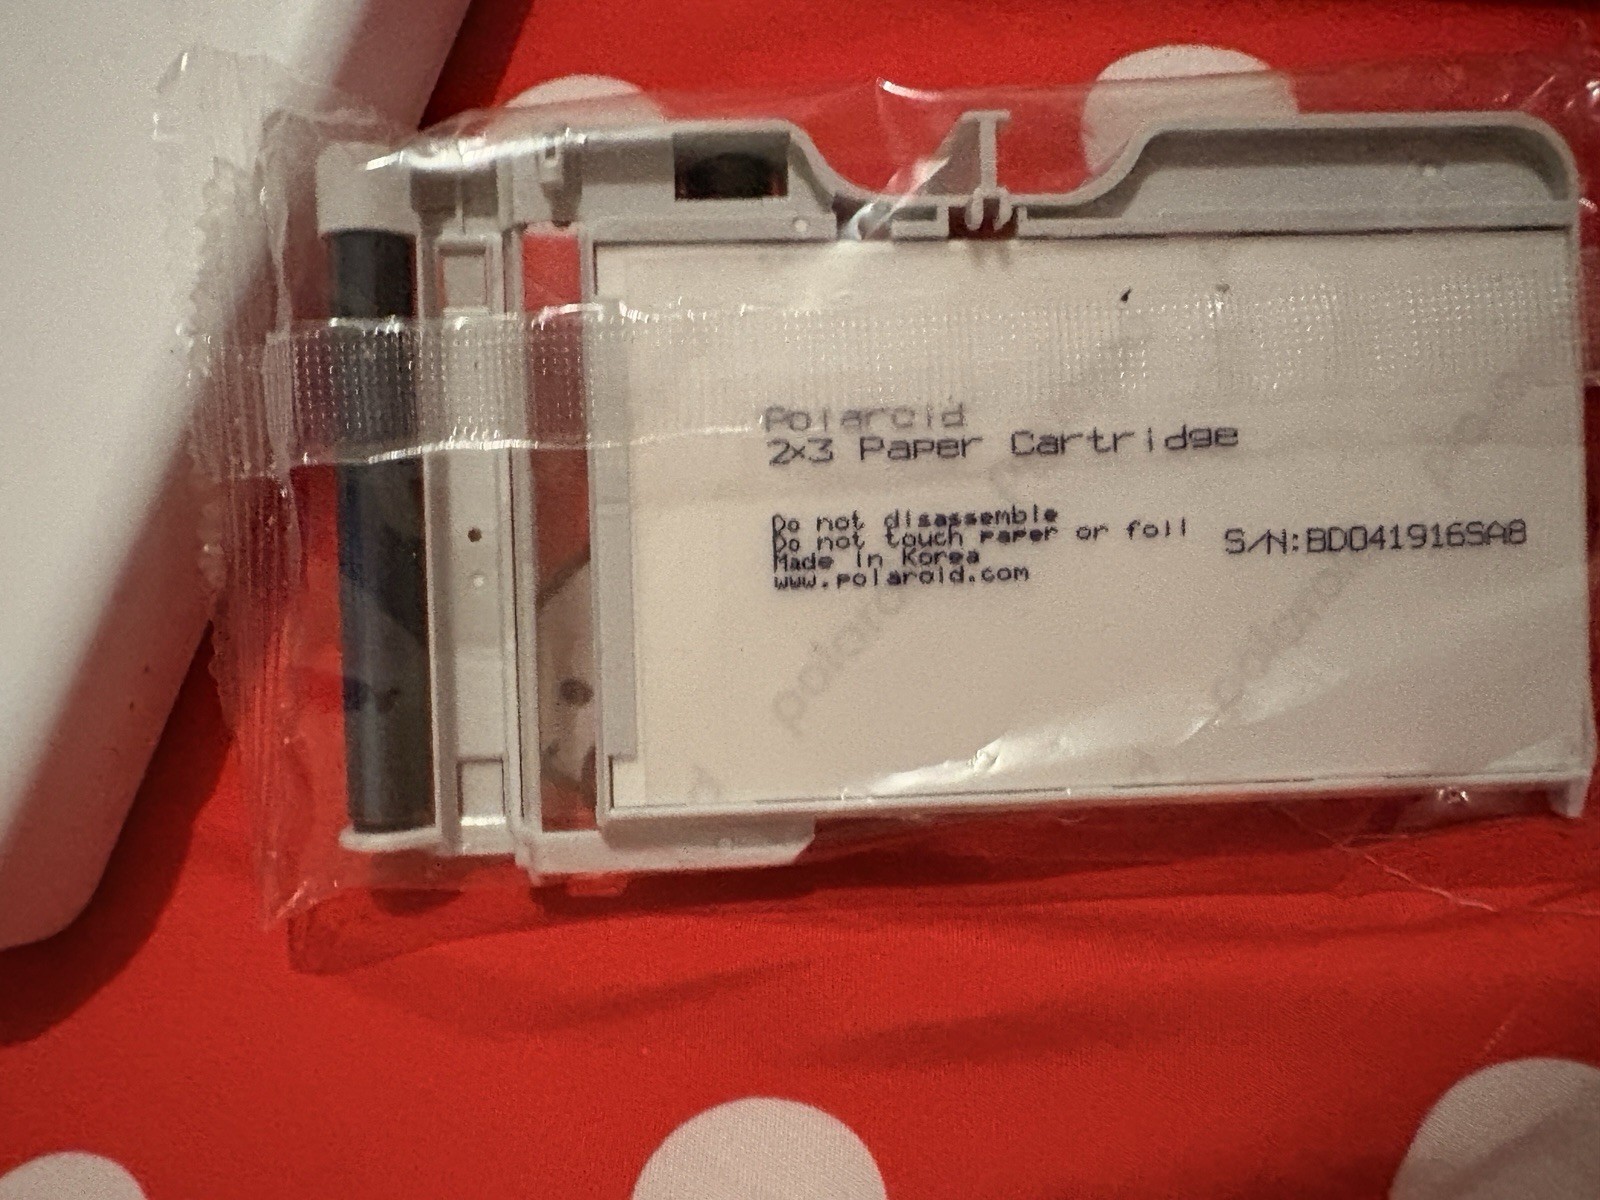 Polaroid
2x3 Paper Cartridge
Do not disassemble
Do not touch paper or foil
Made in Korea
www.polaroid.com
S/N:BD041916SA8
polaroid